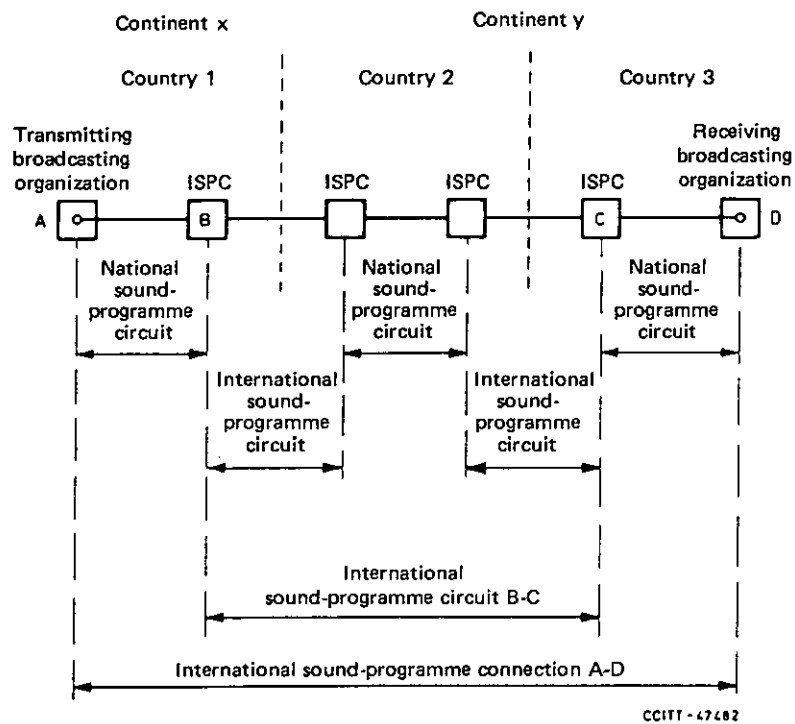 Continent x
Continent y
Country 1
Country 2
Country 3
Transmitting
broadcasting
organization
Receiving
broadcasting
organization
ISPC
ISPC
ISPC
ISPC
A
B
C
D
National
sound-
programme
circuit
National
sound-
programme
circuit
National
sound-
programme
circuit
International
sound-
programme
circuit
International
sound-
programme
circuit
International
sound-programme circuit B-C
International sound-programme connection A-D
CCITT - 47482